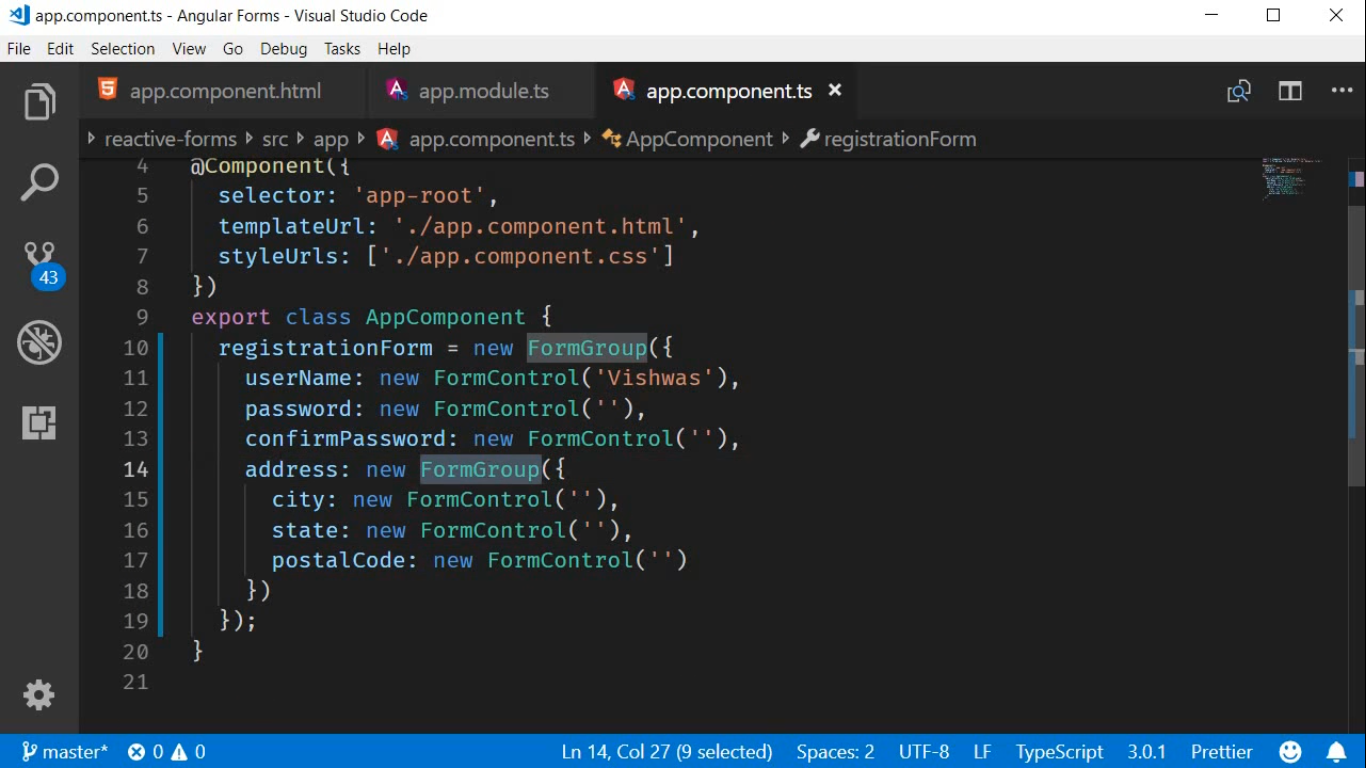 app.component.ts - Angular Forms - Visual Studio Code
File Edit Selection View Go Debug Tasks Help
app.component.html app.module.ts app.component.ts
reactive-forms src app app.component.ts AppComponent registrationForm
4 @Component({
5 selector: 'app-root',
6 templateUrl: './app.component.html',
7 styleUrls: ['./app.component.css']
8 })
9 export class AppComponent {
10 registrationForm = new FormGroup({
11 userName: new FormControl('Vishwas'),
12 password: new FormControl(''),
13 confirmPassword: new FormControl(''),
14 address: new FormGroup({
15 city: new FormControl(''),
16 state: new FormControl(''),
17 postalCode: new FormControl('')
18 })
19 });
20 }
21
43
master* 0 0 Ln 14, Col 27 (9 selected) Spaces: 2 UTF-8 LF TypeScript 3.0.1 Prettier